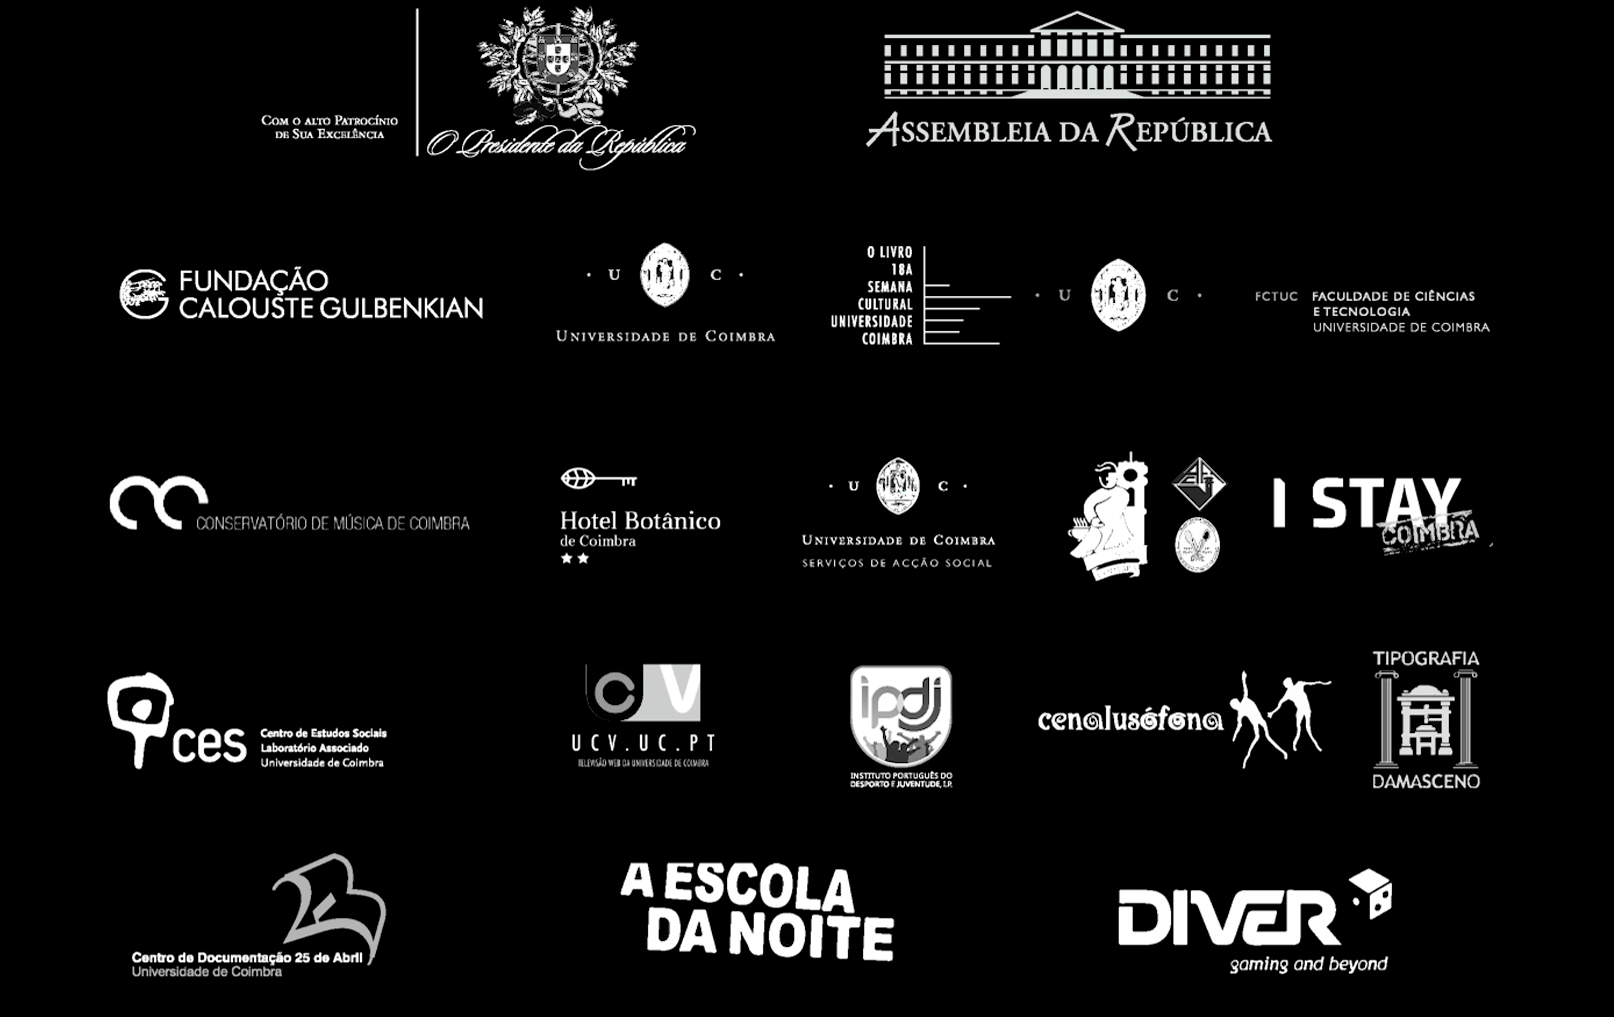 COM O ALTO PATROCÍNIO
DE SUA EXCELÊNCIA
O Presidente da República
ASSEMBLEIA DA REPÚBLICA
FUNDAÇÃO
CALOUSTE GULBENKIAN
· U C ·
UNIVERSIDADE DE COIMBRA
O LIVRO
18A
SEMANA
CULTURAL
UNIVERSIDADE
COIMBRA
· U C ·
FCTUC FACULDADE DE CIÊNCIAS
E TECNOLOGIA
UNIVERSIDADE DE COIMBRA
CONSERVATÓRIO DE MÚSICA DE COIMBRA
Hotel Botânico
de Coimbra
· U C ·
UNIVERSIDADE DE COIMBRA
SERVIÇOS DE ACÇÃO SOCIAL
I STAY
COIMBRA
ces
Centro de Estudos Sociais
Laboratório Associado
Universidade de Coimbra
UCV
UCV.UC.PT
TELEVISÃO WEB DA UNIVERSIDADE DE COIMBRA
ipdj
INSTITUTO PORTUGUÊS DO
DESPORTO E JUVENTUDE, I.P.
cenalusófona
TIPOGRAFIA
DAMASCENO
Centro de Documentação 25 de Abril
Universidade de Coimbra
A ESCOLA
DA NOITE
DIVER
gaming and beyond